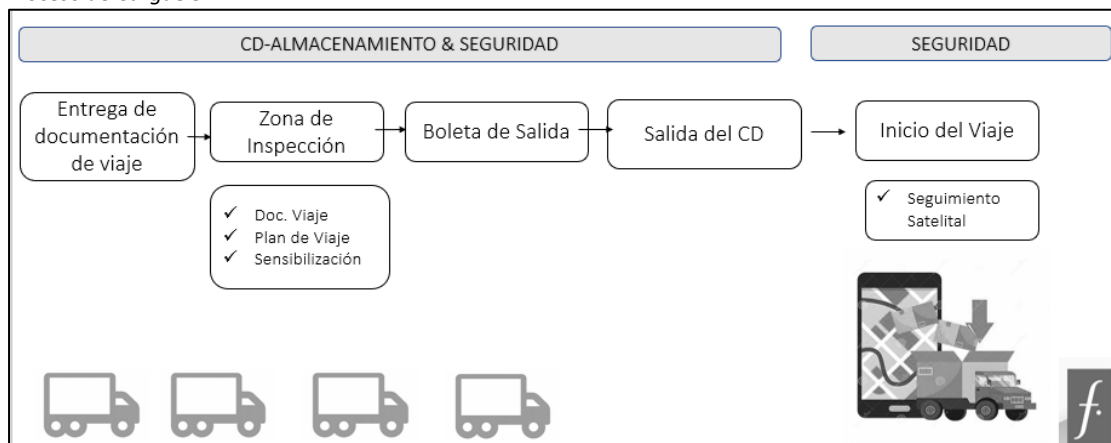 CD-ALMACENAMIENTO & SEGURIDAD
SEGURIDAD
Entrega de
documentación
de viaje
Zona de
Inspección
Boleta de Salida
Salida del CD
Inicio del Viaje
✓ Doc. Viaje
✓ Plan de Viaje
✓ Sensibilización
✓ Seguimiento
Satelital
f.